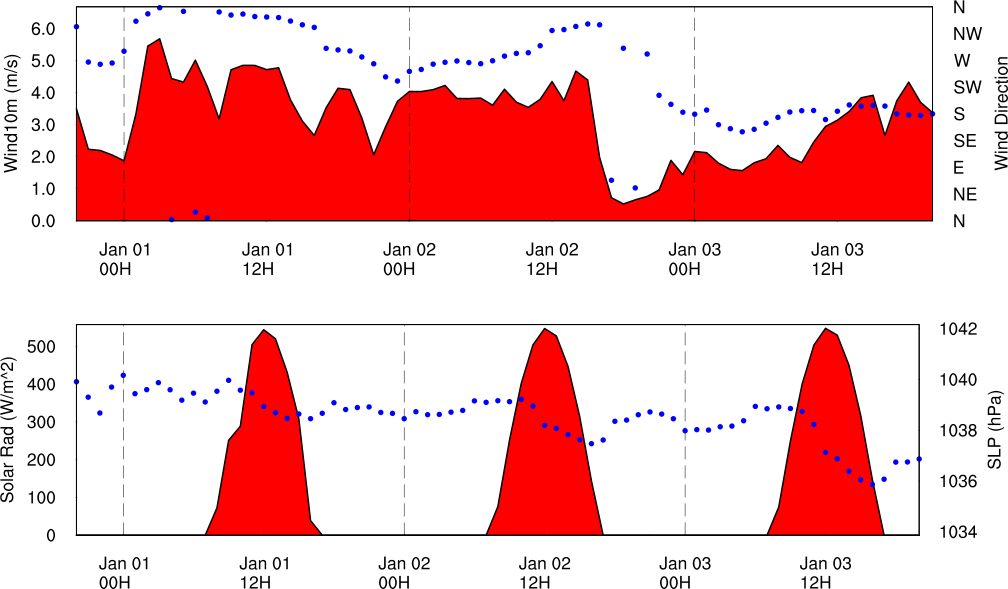 Wind10m (m/s)
6.0
5.0
4.0
3.0
2.0
1.0
0.0
N
NW
W
SW
S
SE
E
NE
N
Wind Direction
Jan 01 Jan 01 Jan 02 Jan 02 Jan 03 Jan 03
00H 12H 00H 12H 00H 12H
Solar Rad (W/m^2)
500
400
300
200
100
0
1042
1040
1038
1036
1034
SLP (hPa)
Jan 01 Jan 01 Jan 02 Jan 02 Jan 03 Jan 03
00H 12H 00H 12H 00H 12H